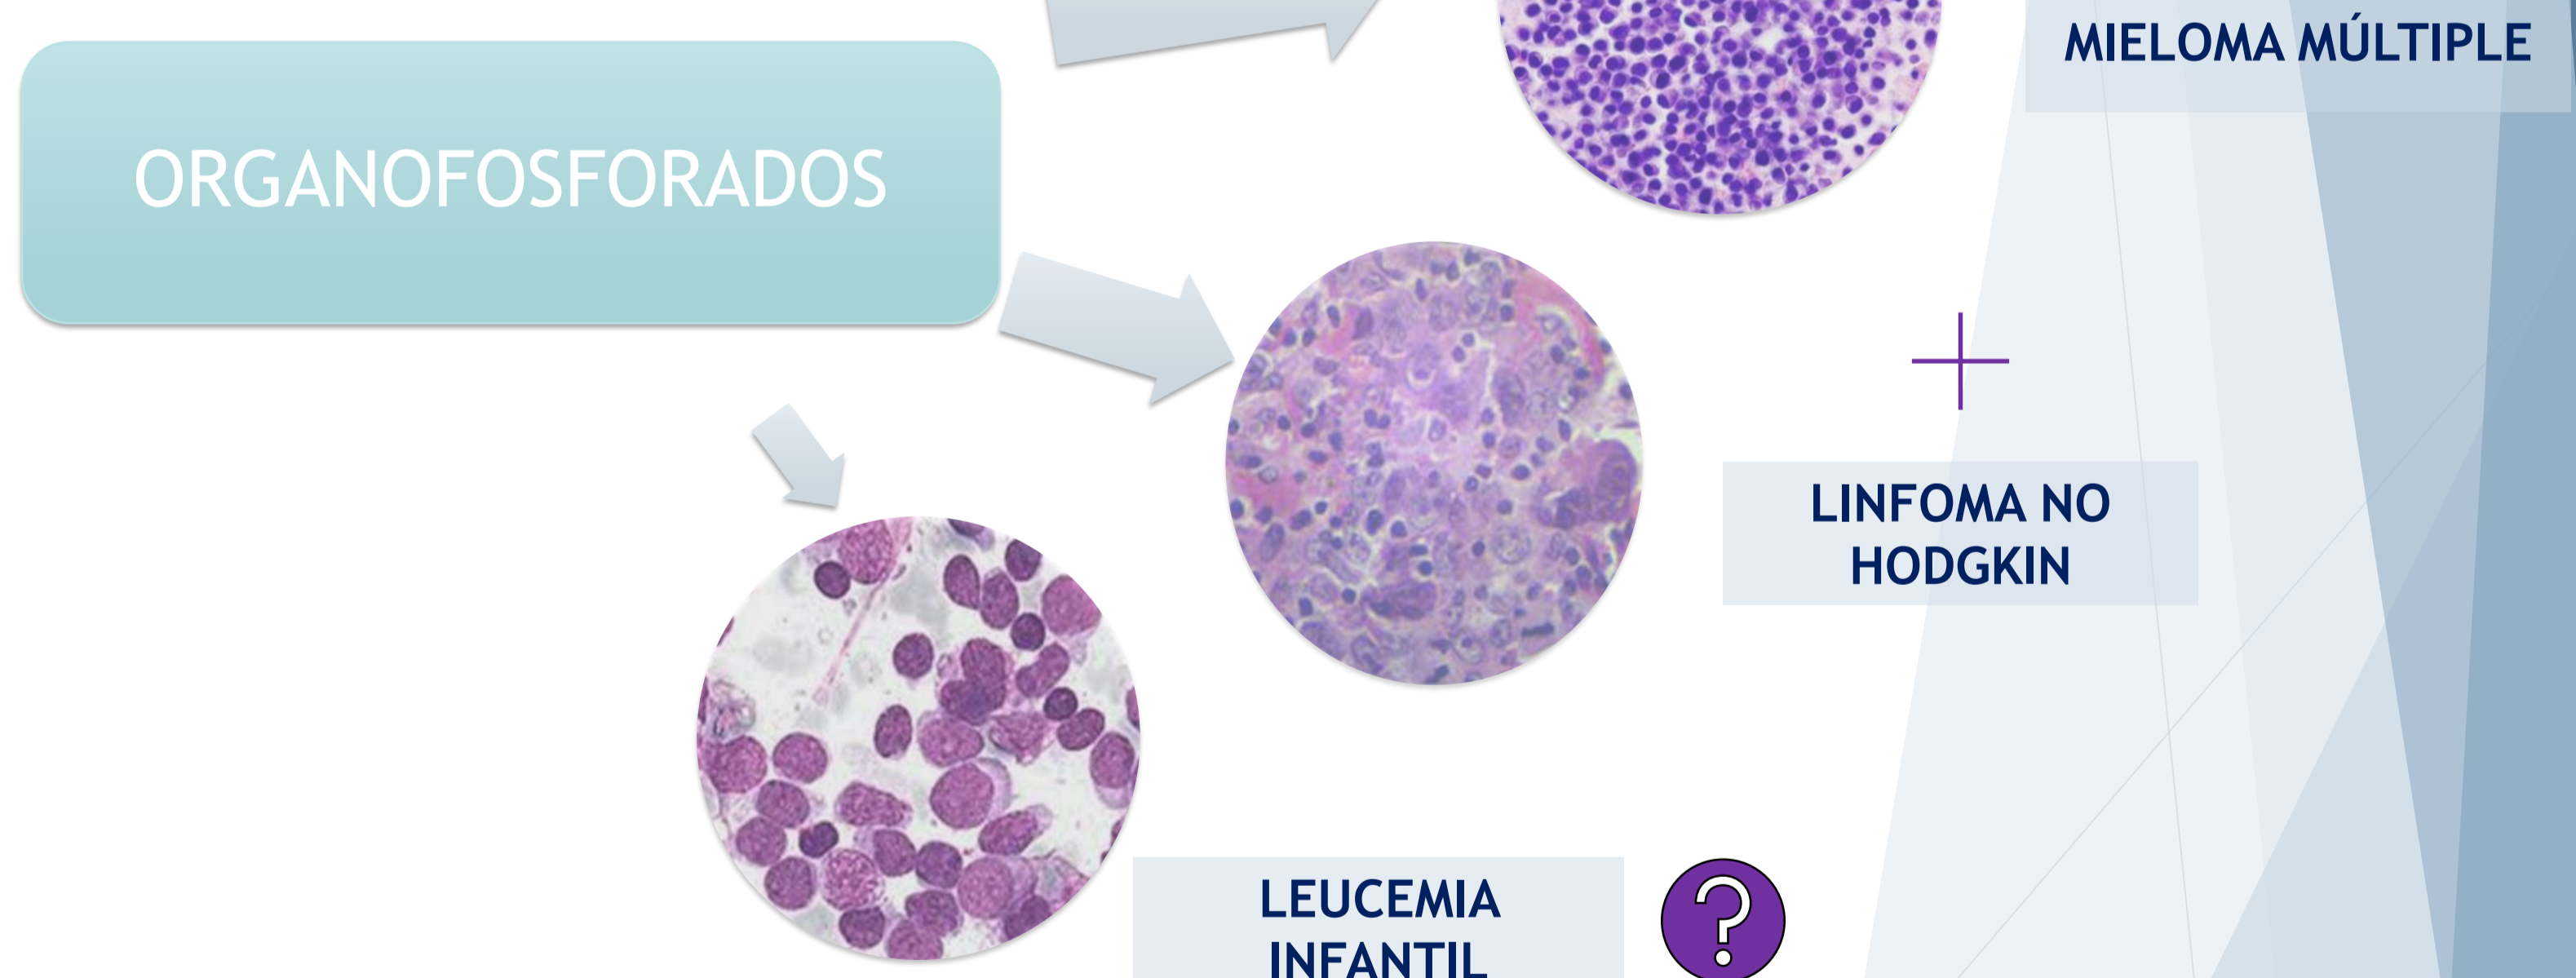 MIELOMA MÚLTIPLE
ORGANOFOSFORADOS
LINFOMA NO
HODGKIN
LEUCEMIA
INFANTIL
?